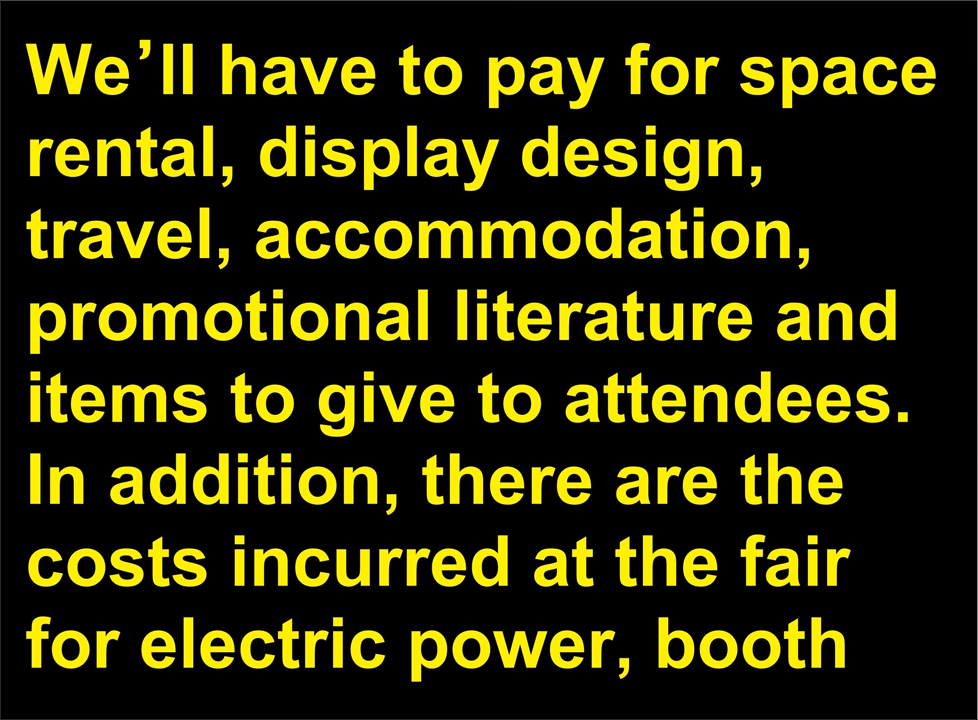 We’ll have to pay for space
rental, display design,
travel, accommodation,
promotional literature and
items to give to attendees.
In addition, there are the
costs incurred at the fair
for electric power, booth